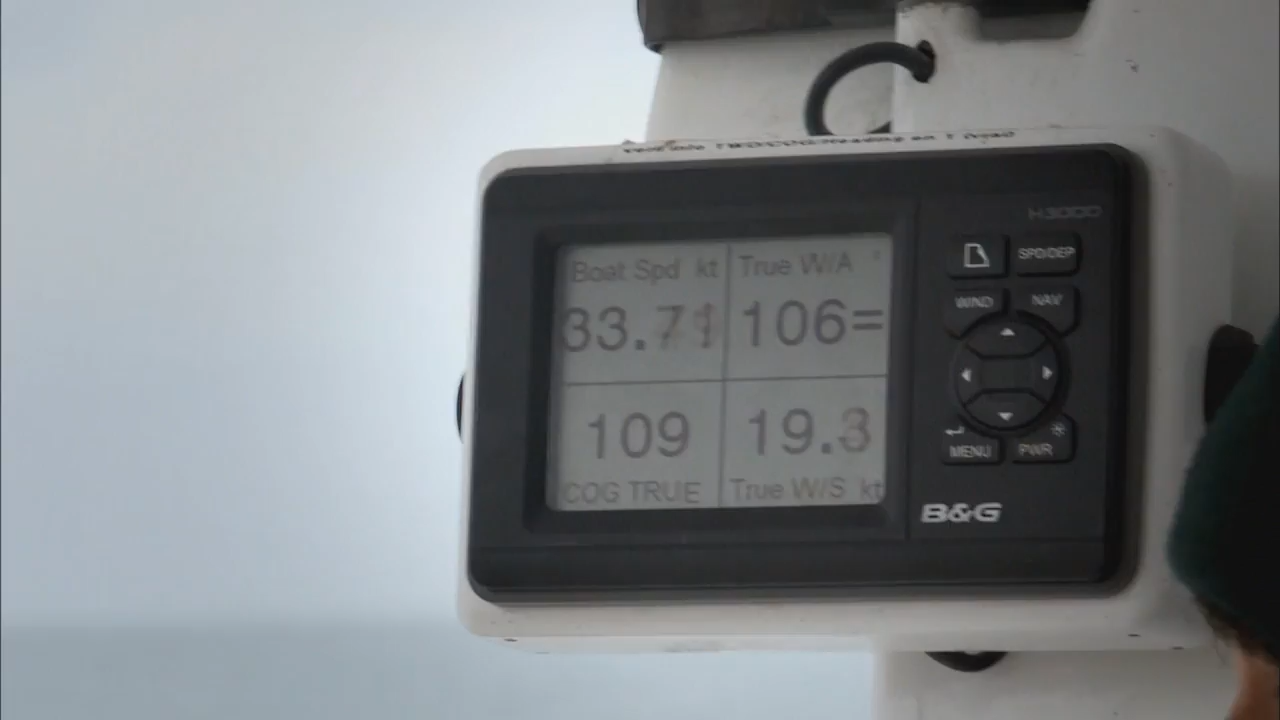 H3000
Boat Spd kt
True W/A °
33.71
106=
109
19.3
COG TRUE
True W/S kt
SPD/DEP
WIND
NAV
MENU
PWR
B&G